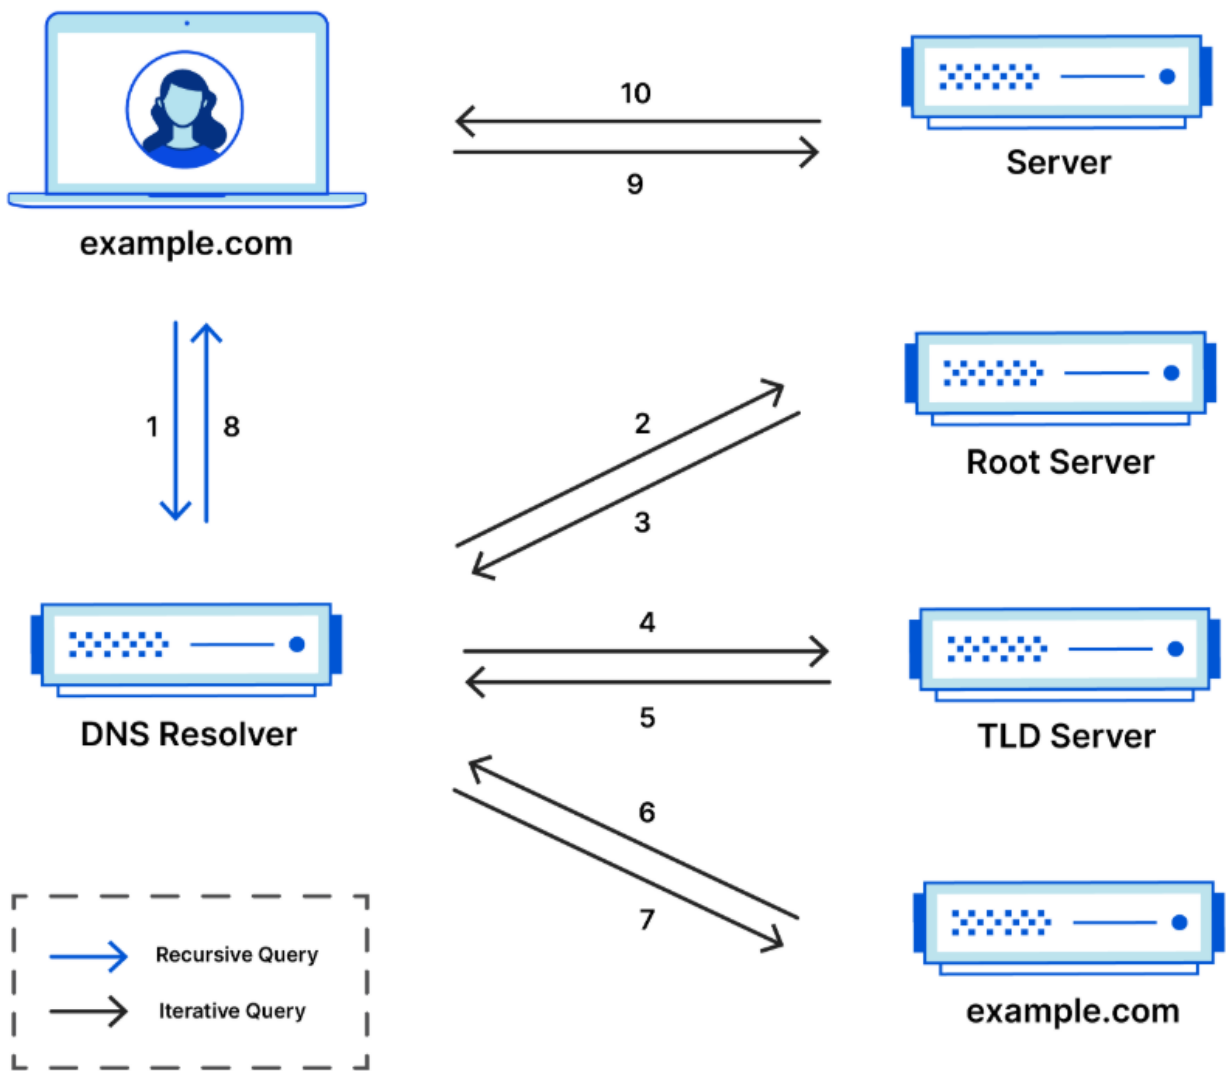 10
9
Server
example.com
1
8
2
3
Root Server
4
5
DNS Resolver
TLD Server
6
7
Recursive Query
Iterative Query
example.com